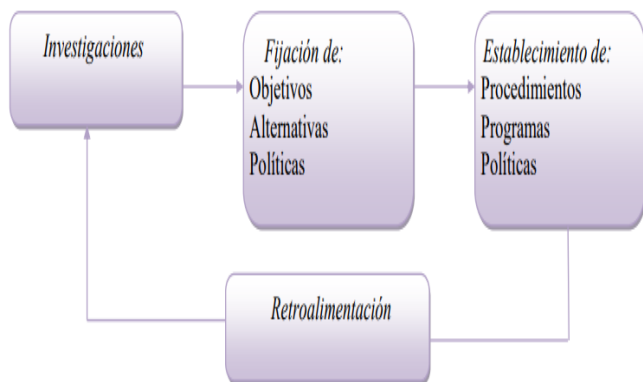 Investigaciones
Fijación de:
Objetivos
Alternativas
Políticas
Establecimiento de:
Procedimientos
Programas
Políticas
Retroalimentación